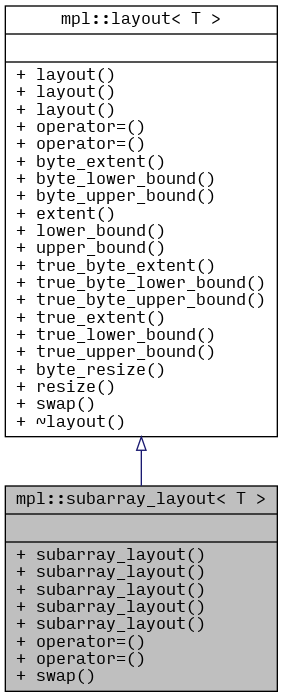 mpl::layout< T >
+ layout()
+ layout()
+ layout()
+ operator=()
+ operator=()
+ byte_extent()
+ byte_lower_bound()
+ byte_upper_bound()
+ extent()
+ lower_bound()
+ upper_bound()
+ true_byte_extent()
+ true_byte_lower_bound()
+ true_byte_upper_bound()
+ true_extent()
+ true_lower_bound()
+ true_upper_bound()
+ byte_resize()
+ resize()
+ swap()
+ ~layout()
mpl::subarray_layout< T >
+ subarray_layout()
+ subarray_layout()
+ subarray_layout()
+ subarray_layout()
+ subarray_layout()
+ operator=()
+ operator=()
+ swap()